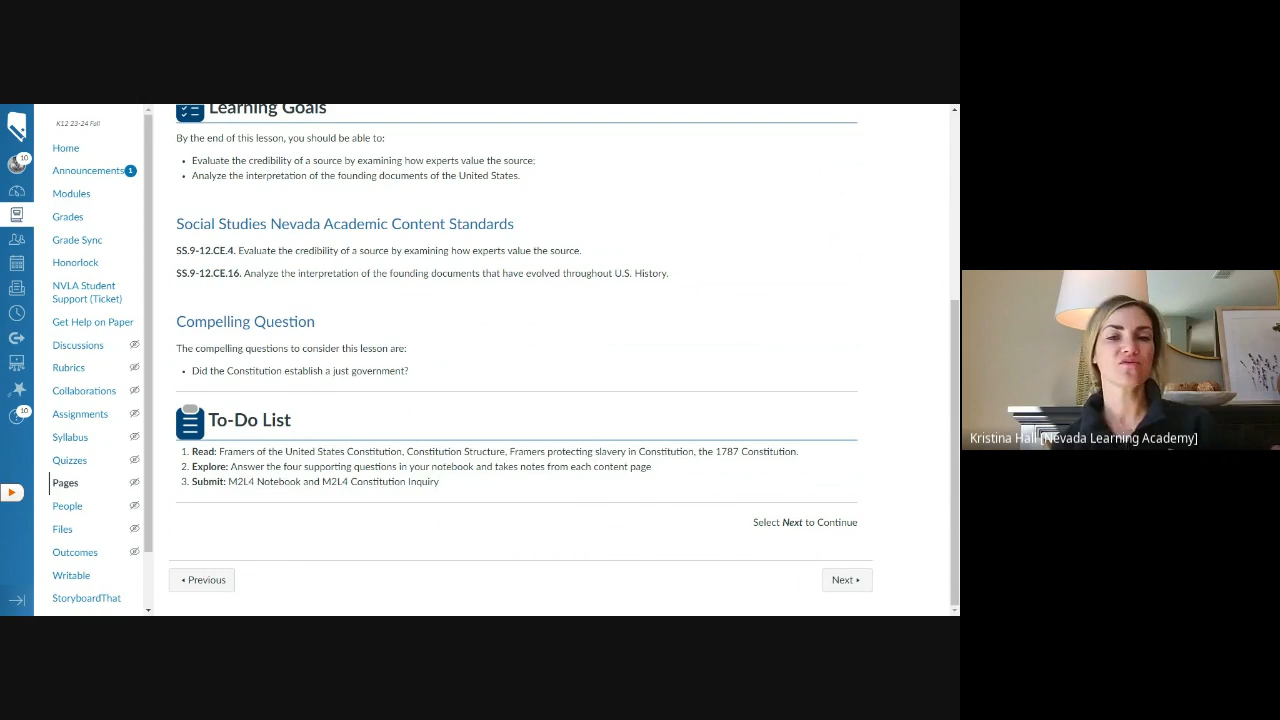 K12 23-24 Fall
Home
Announcements 1
Modules
Grades
Grade Sync
Honorlock
NVLA Student
Support (Ticket)
Get Help on Paper
Discussions
Rubrics
Collaborations
Assignments
Syllabus
Quizzes
Pages
People
Files
Outcomes
Writable
StoryboardThat
10
10
Learning Goals
By the end of this lesson, you should be able to:
• Evaluate the credibility of a source by examining how experts value the source;
• Analyze the interpretation of the founding documents of the United States.
Social Studies Nevada Academic Content Standards
SS.9-12.CE.4. Evaluate the credibility of a source by examining how experts value the source.
SS.9-12.CE.16. Analyze the interpretation of the founding documents that have evolved throughout U.S. History.
Compelling Question
The compelling questions to consider this lesson are:
• Did the Constitution establish a just government?
To-Do List
1. Read: Framers of the United States Constitution, Constitution Structure, Framers protecting slavery in Constitution, the 1787 Constitution.
2. Explore: Answer the four supporting questions in your notebook and takes notes from each content page
3. Submit: M2L4 Notebook and M2L4 Constitution Inquiry
Select Next to Continue
Previous
Next
Kristina Hall [Nevada Learning Academy]